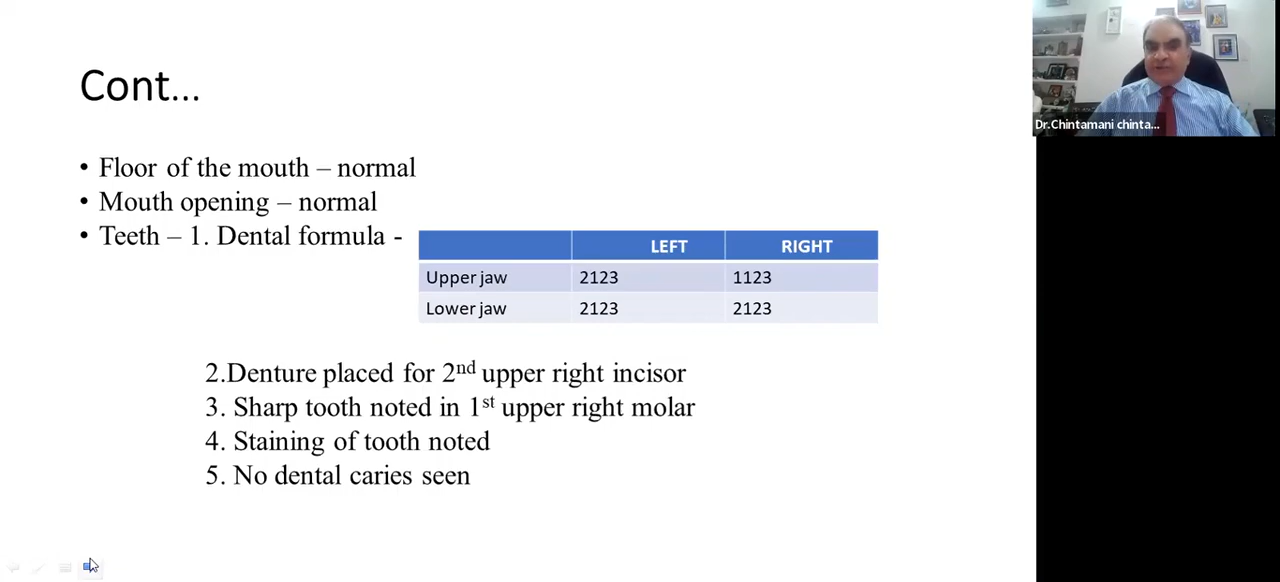 Cont...
• Floor of the mouth – normal
• Mouth opening – normal
• Teeth – 1. Dental formula -
LEFT RIGHT
Upper jaw 2123 1123
Lower jaw 2123 2123
2.Denture placed for 2nd upper right incisor
3. Sharp tooth noted in 1st upper right molar
4. Staining of tooth noted
5. No dental caries seen
Dr.Chintamani chinta...